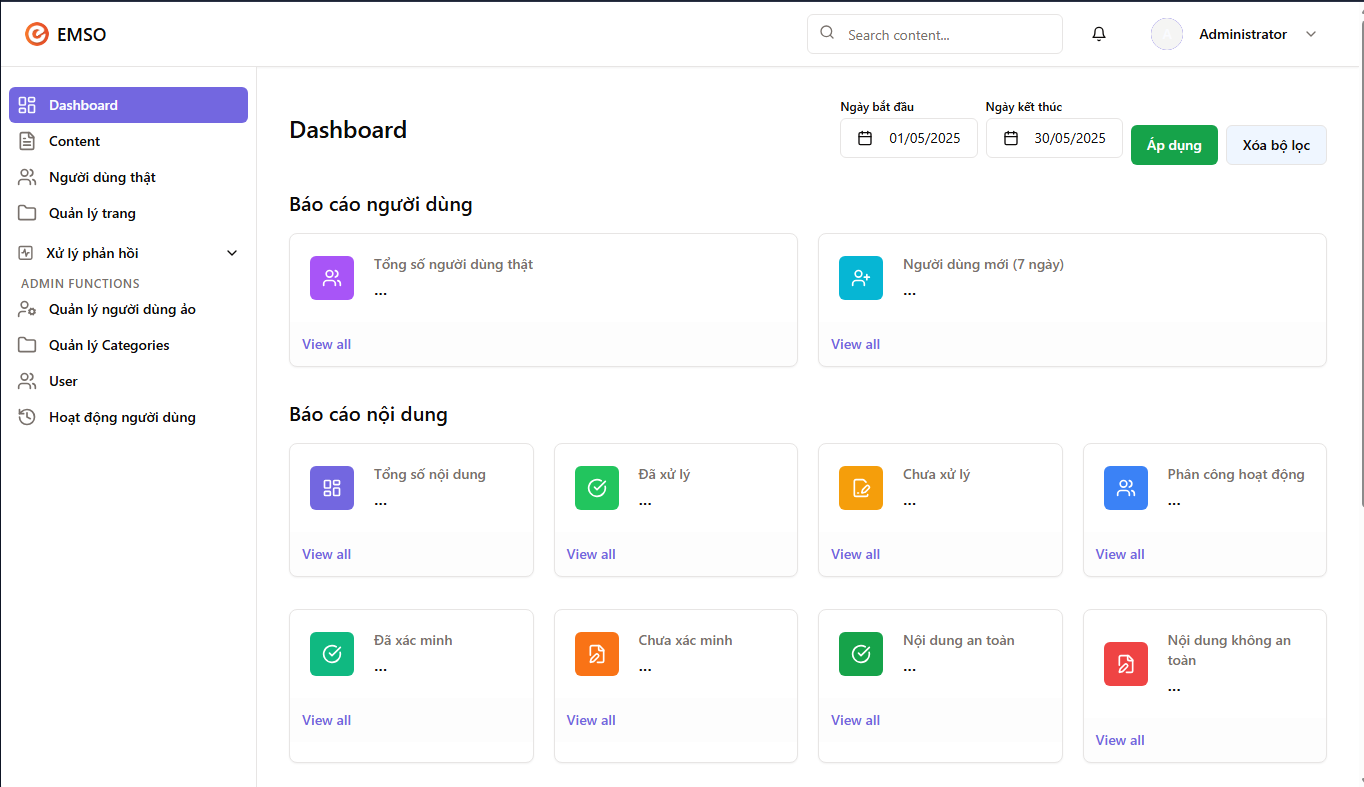 EMSO
Search content...
Administrator
Dashboard
Content
Người dùng thật
Quản lý trang
Xử lý phản hồi
ADMIN FUNCTIONS
Quản lý người dùng ảo
Quản lý Categories
User
Hoạt động người dùng
Dashboard
Ngày bắt đầu
01/05/2025
Ngày kết thúc
30/05/2025
Áp dụng
Xóa bộ lọc
Báo cáo người dùng
Tổng số người dùng thật
...
View all
Người dùng mới (7 ngày)
...
View all
Báo cáo nội dung
Tổng số nội dung
...
View all
Đã xử lý
...
View all
Chưa xử lý
...
View all
Phân công hoạt động
...
View all
Đã xác minh
...
View all
Chưa xác minh
...
View all
Nội dung an toàn
...
View all
Nội dung không an
toàn
...
View all